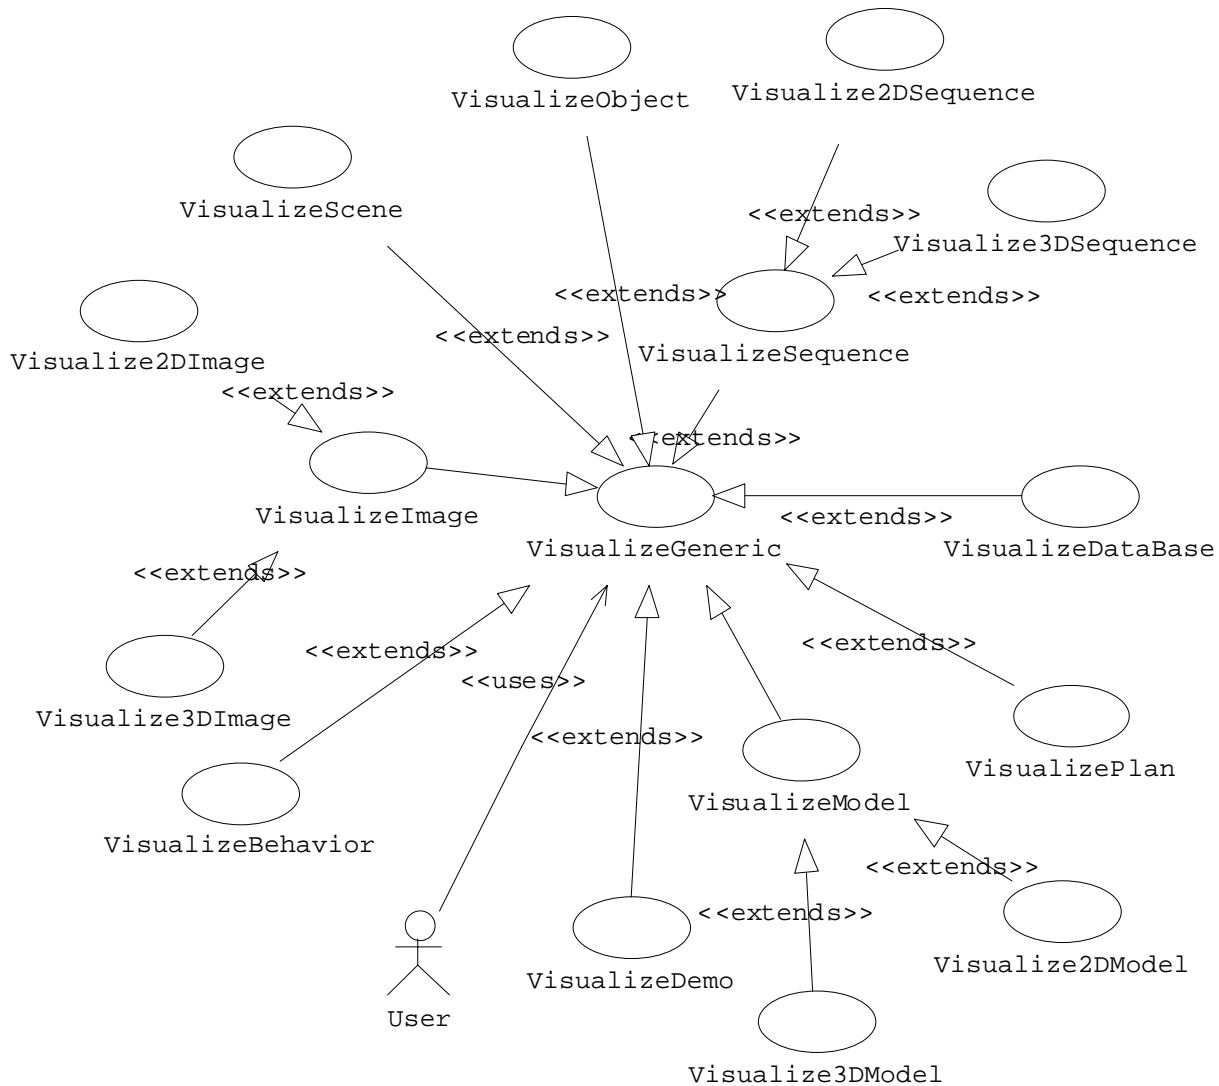 VisualizeObject
Visualize2DSequence
VisualizeScene
<<extends>>
Visualize3DSequence
<<extends>>
<<extends>>
<<extends>>
VisualizeSequence
Visualize2DImage
<<extends>>
<<extends>>
VisualizeImage
<<extends>>
VisualizeGeneric
VisualizeDataBase
<<extends>>
<<extends>>
<<extends>>
<<extends>>
<<uses>>
Visualize3DImage
<<extends>>
VisualizePlan
VisualizeModel
VisualizeBehavior
<<extends>>
<<extends>>
Visualize2DModel
VisualizeDemo
User
Visualize3DModel